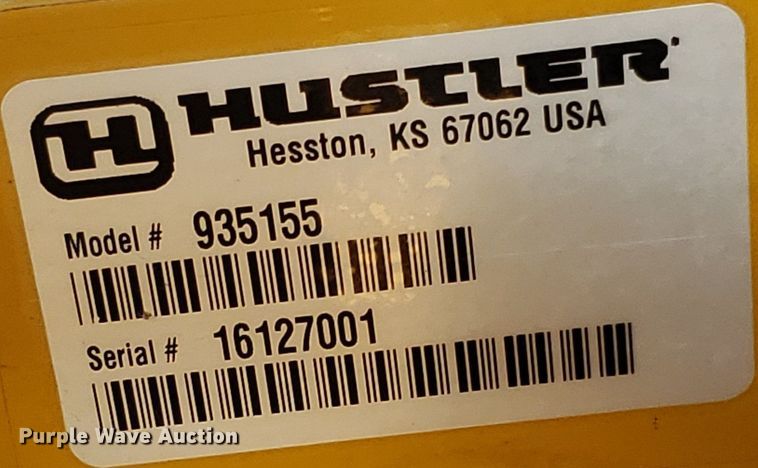 H HUSTLER
Hesston, KS 67062 USA
Model # 935155
Serial # 16127001
Purple Wave Auction